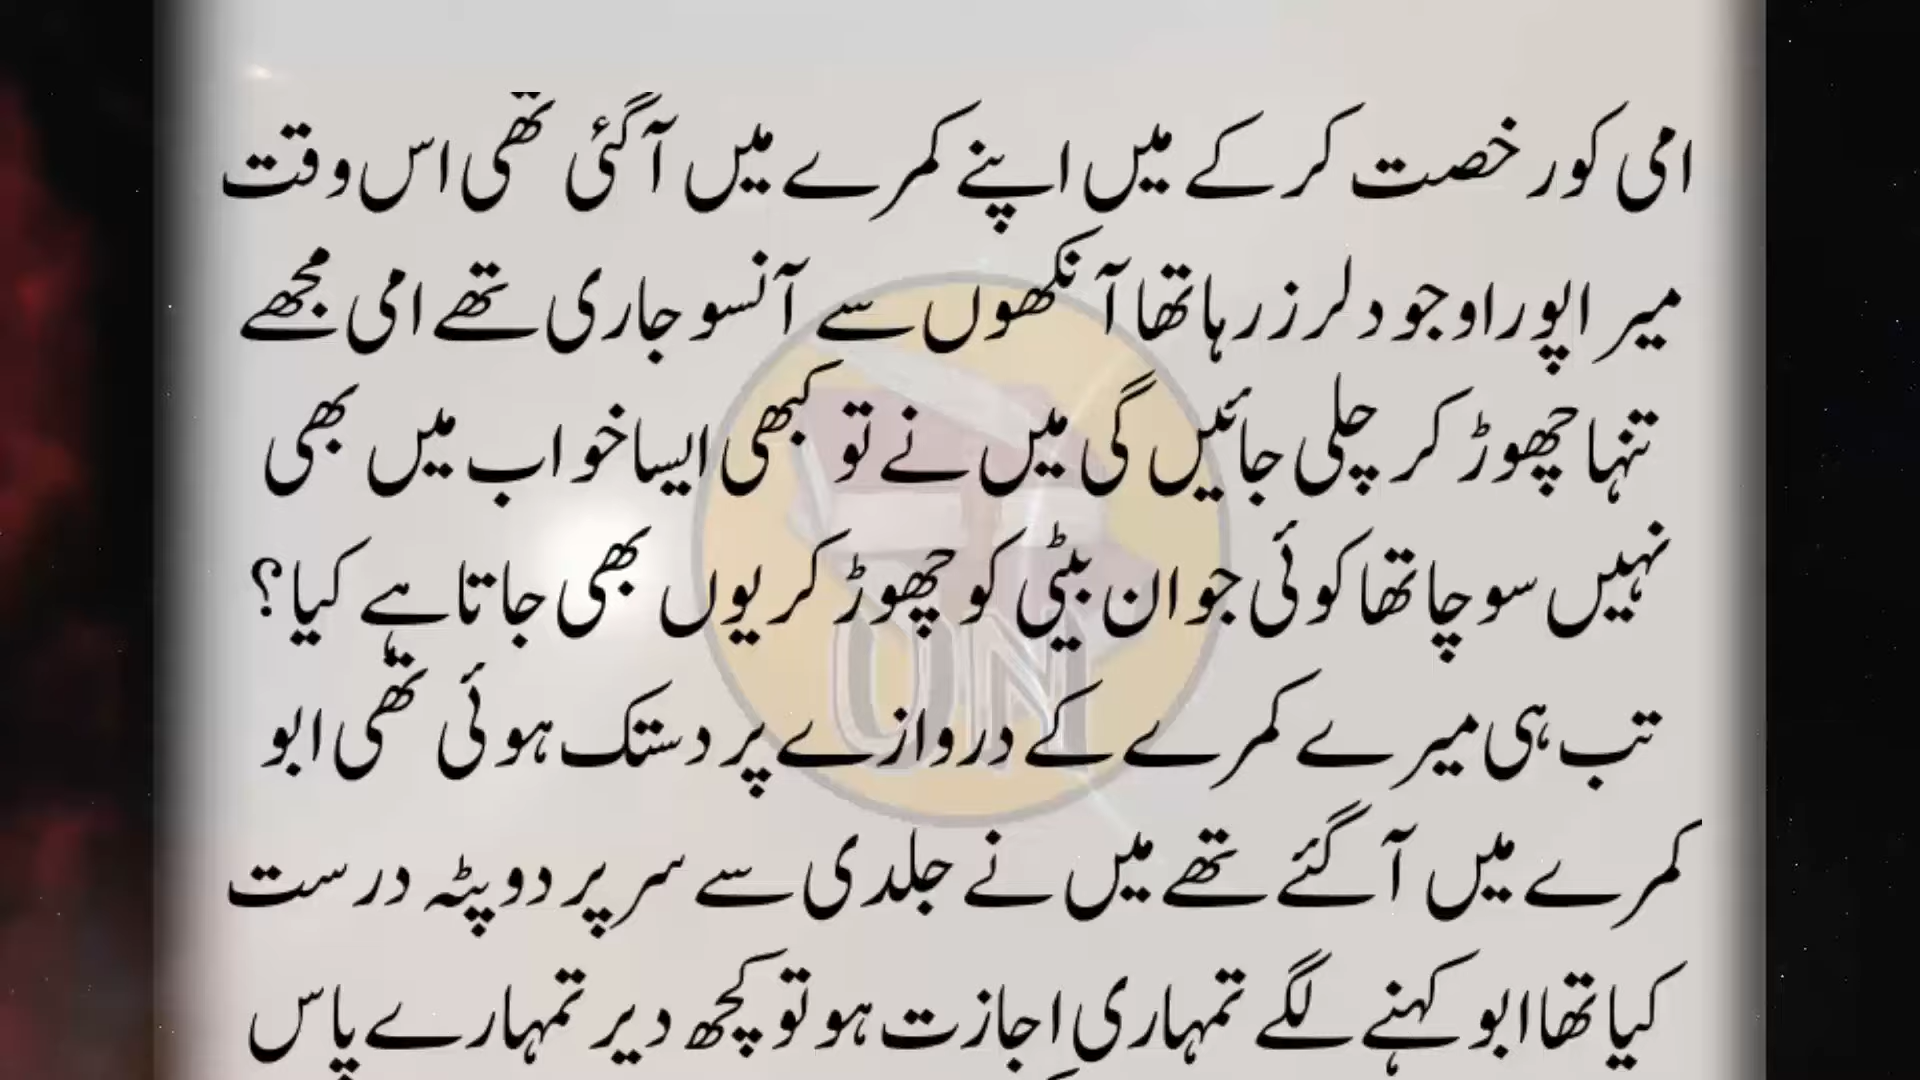 امی کو رخصت کر کے میں اپنے کمرے میں آگئی تھی اس وقت
میرا پورا وجود لرز رہا تھا آنکھوں سے آنسو جاری تھے امی مجھے
تنہا چھوڑ کر چلی جائیں گی میں نے تو کبھی ایسا خواب میں بھی
نہیں سوچا تھا کوئی جوان بیٹی کو چھوڑ کر یوں بھی جاتا ہے کیا؟
تب ہی میرے کمرے کے دروازے پر دستک ہوئی تھی ابو
کمرے میں آگئے تھے میں نے جلدی سے سر پر دوپٹہ درست
کیا تھا ابو کہنے لگے تمہاری اجازت ہو تو کچھ دیر تمہارے پاس
UN